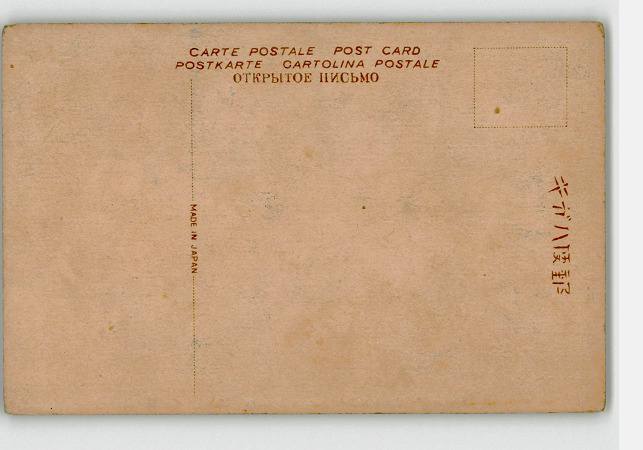 CARTE POSTALE POST CARD
POSTKARTE CARTOLINA POSTALE
ОТКРЫТОЕ ПИСЬМО
MADE IN JAPAN
キガハ便郵